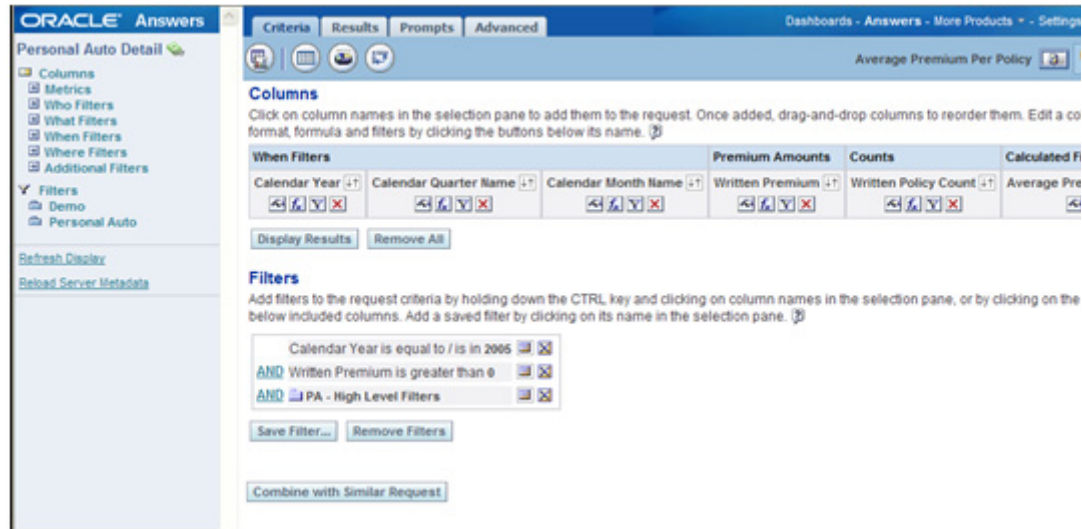 ORACLE Answers
Personal Auto Detail
Columns
Metrics
Who Filters
What Filters
When Filters
Where Filters
Additional Filters
Filters
Demo
Personal Auto
Refresh Display
Reload Server Metadata
Criteria Results Prompts Advanced
Dashboards - Answers - More Products - Settings
Average Premium Per Policy
Columns
Click on column names in the selection pane to add them to the request. Once added, drag-and-drop columns to reorder them. Edit a co
format, formula and filters by clicking the buttons below its name.
When Filters Premium Amounts Counts Calculated Fi
Calendar Year Calendar Quarter Name Calendar Month Name Written Premium Written Policy Count Average Pre
Display Results Remove All
Filters
Add filters to the request criteria by holding down the CTRL key and clicking on column names in the selection pane, or by clicking on the
below included columns. Add a saved filter by clicking on its name in the selection pane.
Calendar Year is equal to / is in 2005
AND Written Premium is greater than 0
AND PA - High Level Filters
Save Filter... Remove Filters
Combine with Similar Request